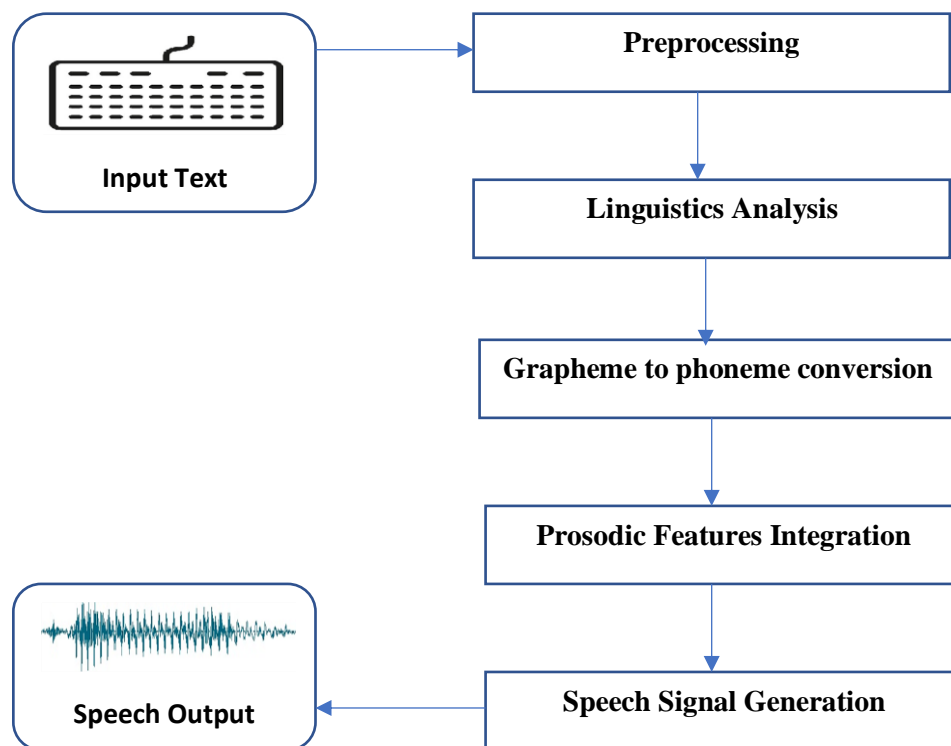 Input Text
Preprocessing
Linguistics Analysis
Grapheme to phoneme conversion
Prosodic Features Integration
Speech Signal Generation
Speech Output